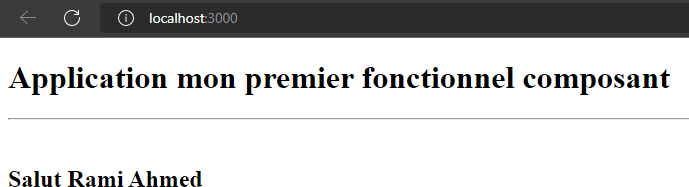 localhost:3000
Application mon premier fonctionnel composant
Salut Rami Ahmed